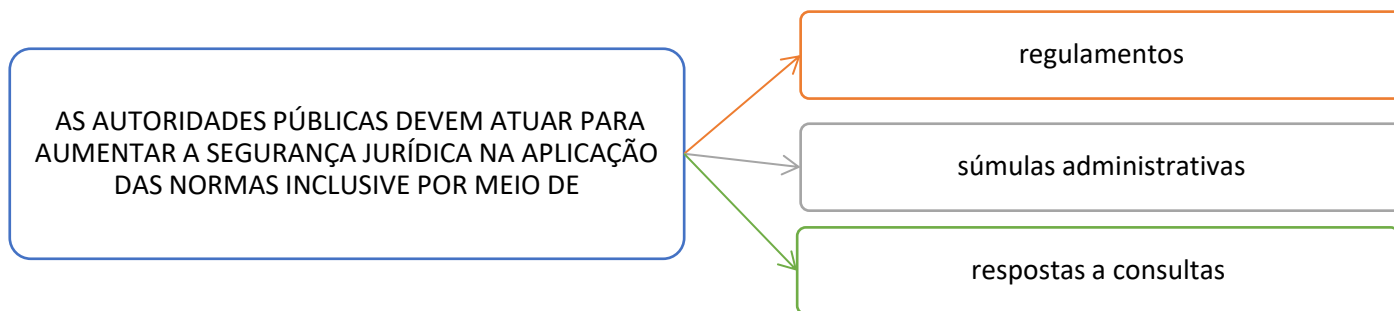 AS AUTORIDADES PÚBLICAS DEVEM ATUAR PARA
AUMENTAR A SEGURANÇA JURÍDICA NA APLICAÇÃO
DAS NORMAS INCLUSIVE POR MEIO DE
regulamentos
súmulas administrativas
respostas a consultas